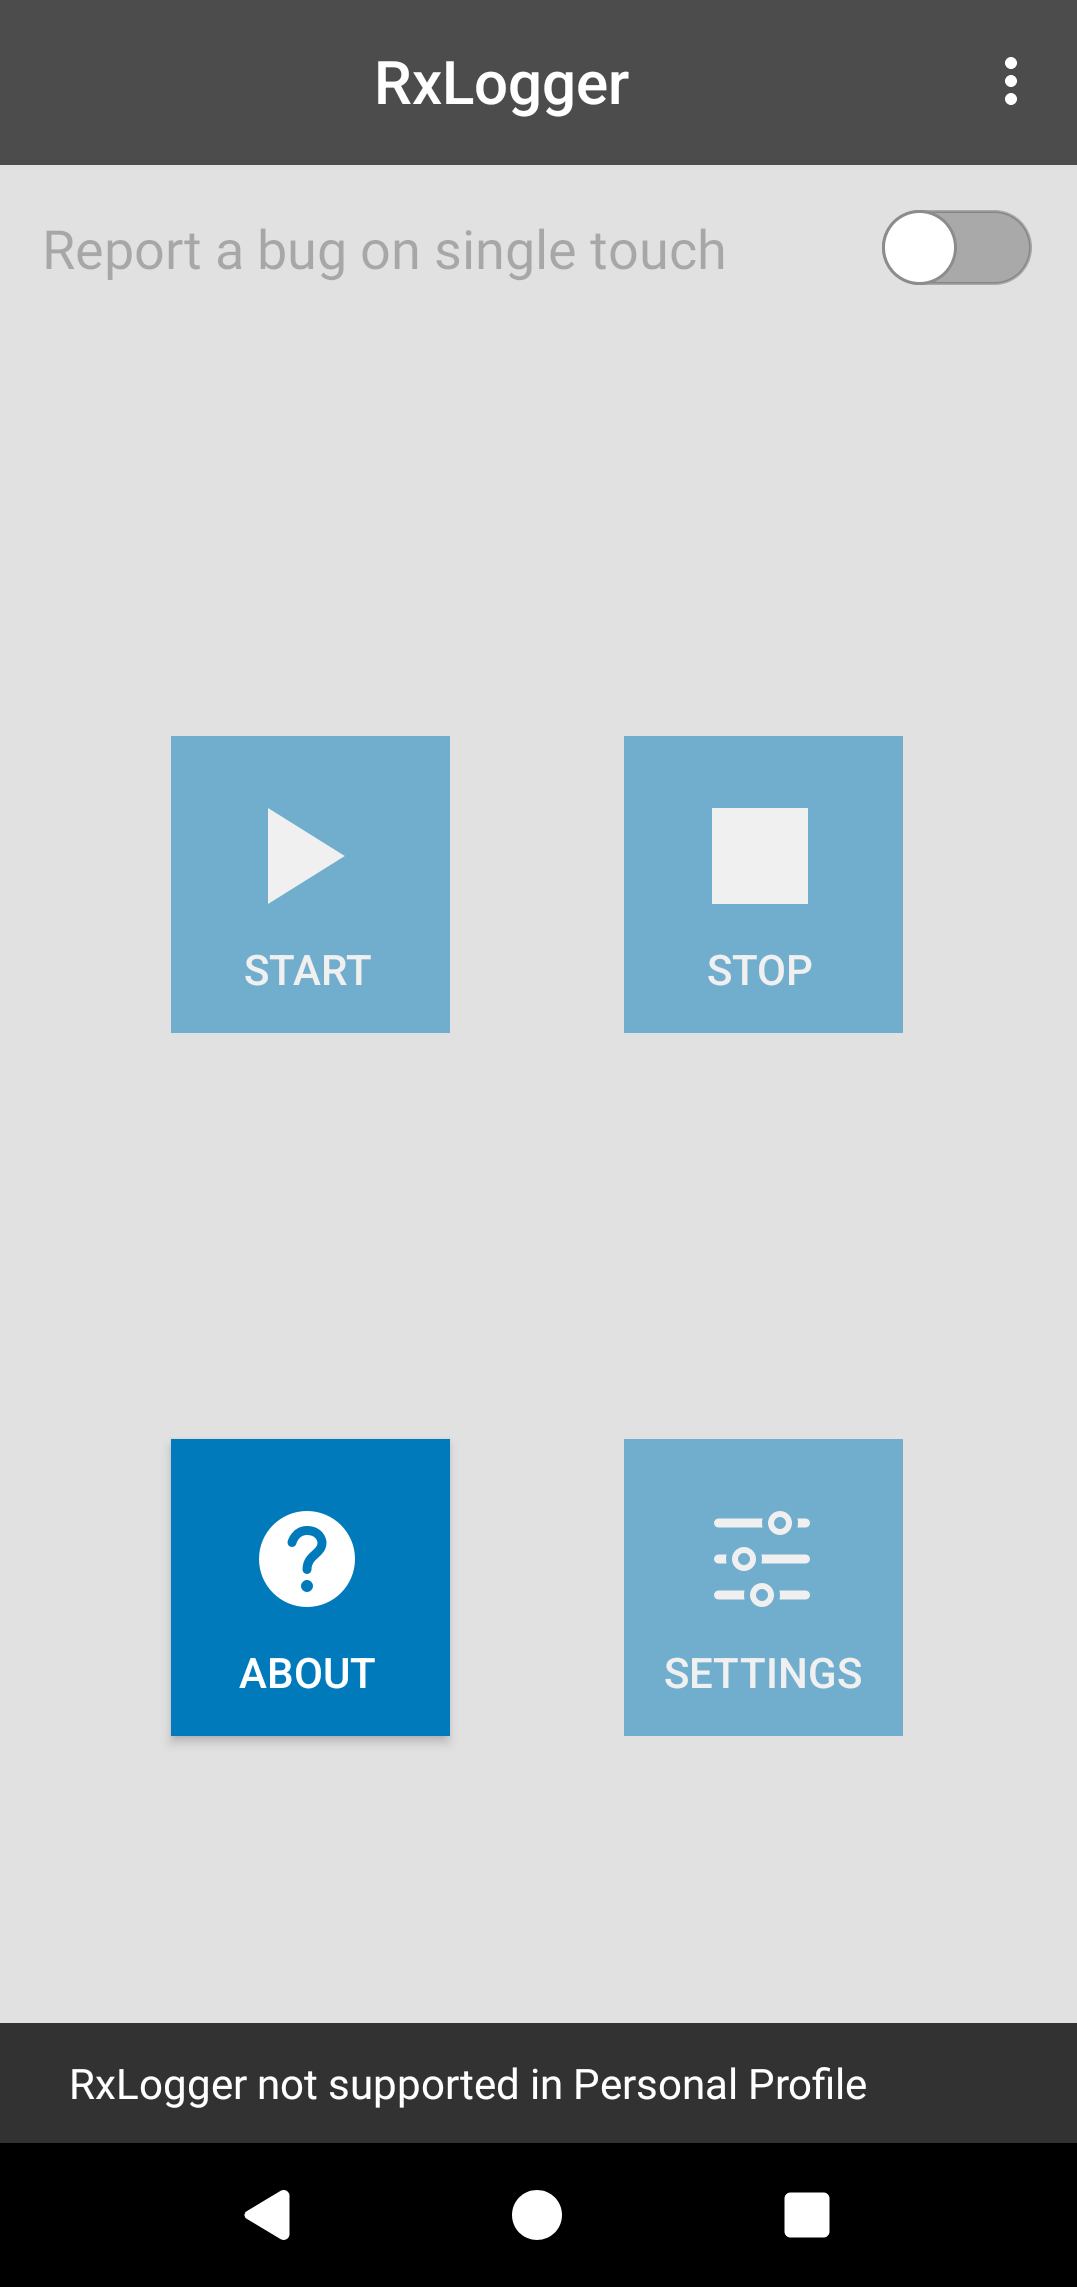 RxLogger
Report a bug on single touch
START
STOP
ABOUT
SETTINGS
RxLogger not supported in Personal Profile